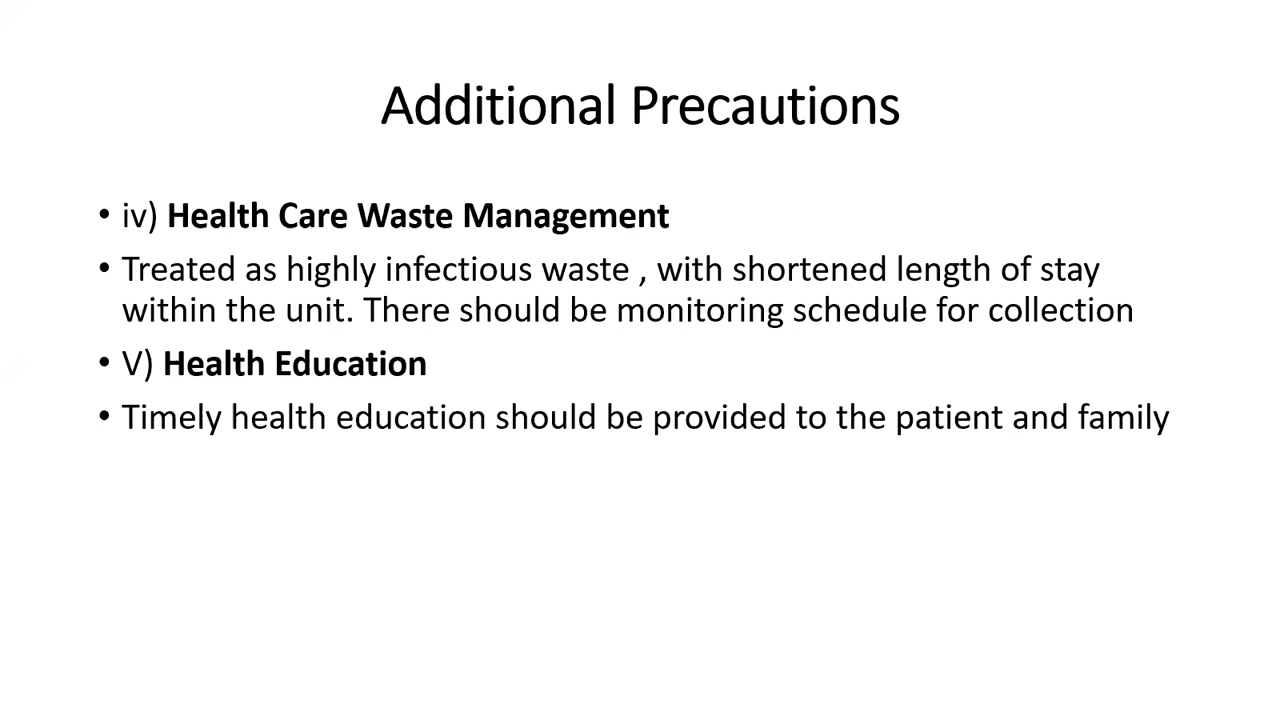 Additional Precautions
• iv) Health Care Waste Management
• Treated as highly infectious waste , with shortened length of stay
within the unit. There should be monitoring schedule for collection
• V) Health Education
• Timely health education should be provided to the patient and family